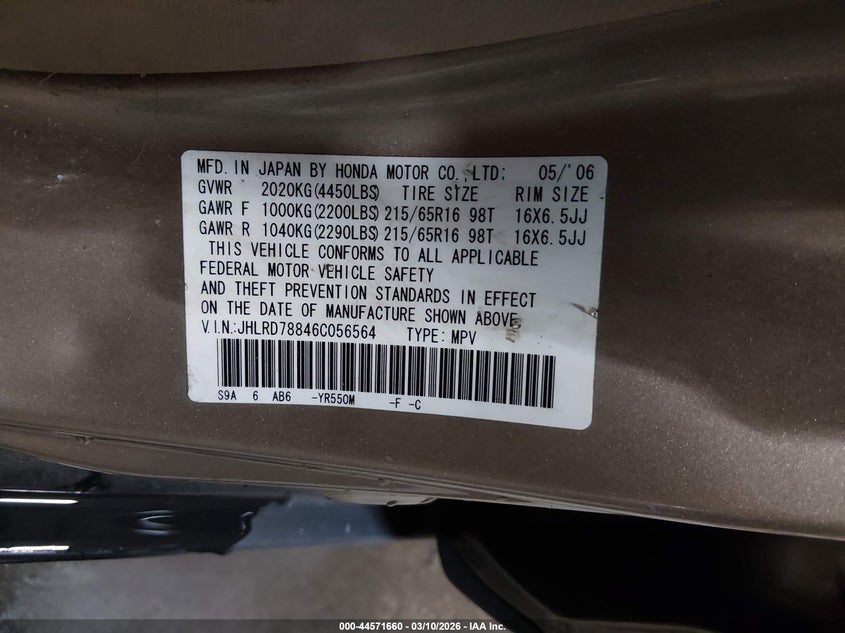 MFD. IN JAPAN BY HONDA MOTOR CO.,LTD: 05/'06
GVWR 2020KG(4450LBS) TIRE SIZE RIM SIZE
GAWR F 1000KG(2200LBS) 215/65R16 98T 16X6.5JJ
GAWR R 1040KG(2290LBS) 215/65R16 98T 16X6.5JJ
THIS VEHICLE CONFORMS TO ALL APPLICABLE
FEDERAL MOTOR VEHICLE SAFETY
AND THEFT PREVENTION STANDARDS IN EFFECT
ON THE DATE OF MANUFACTURE SHOWN ABOVE.
V.I.N.:JHLRD78846C056564 TYPE: MPV
S9A 6 AB6 -YR550M -F -C
000-44571660 — 03/10/2026 — IAA Inc.